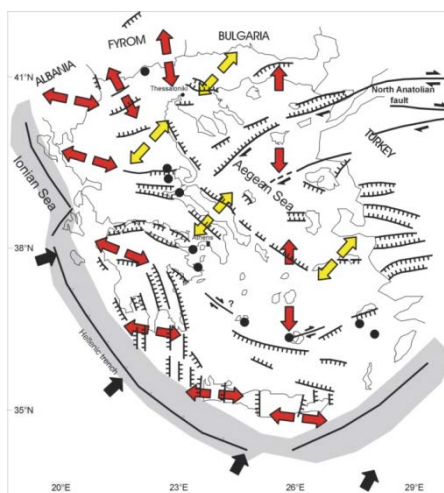 BULGARIA
FYROM
ALBANIA
41°N
Thessaloniki
North Anatolian
fault
TURKEY
Aegean Sea
Ionian Sea
38°N
Athens
?
Hellenic trench
35°N
20°E
23°E
26°E
29°E